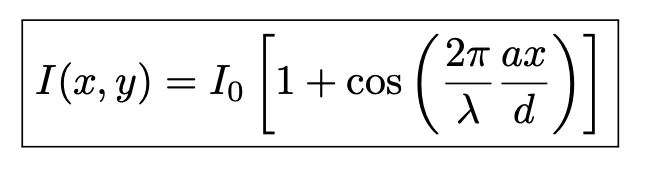 I(x, y) = I₀ [1 + cos (2π/λ ax/d)]